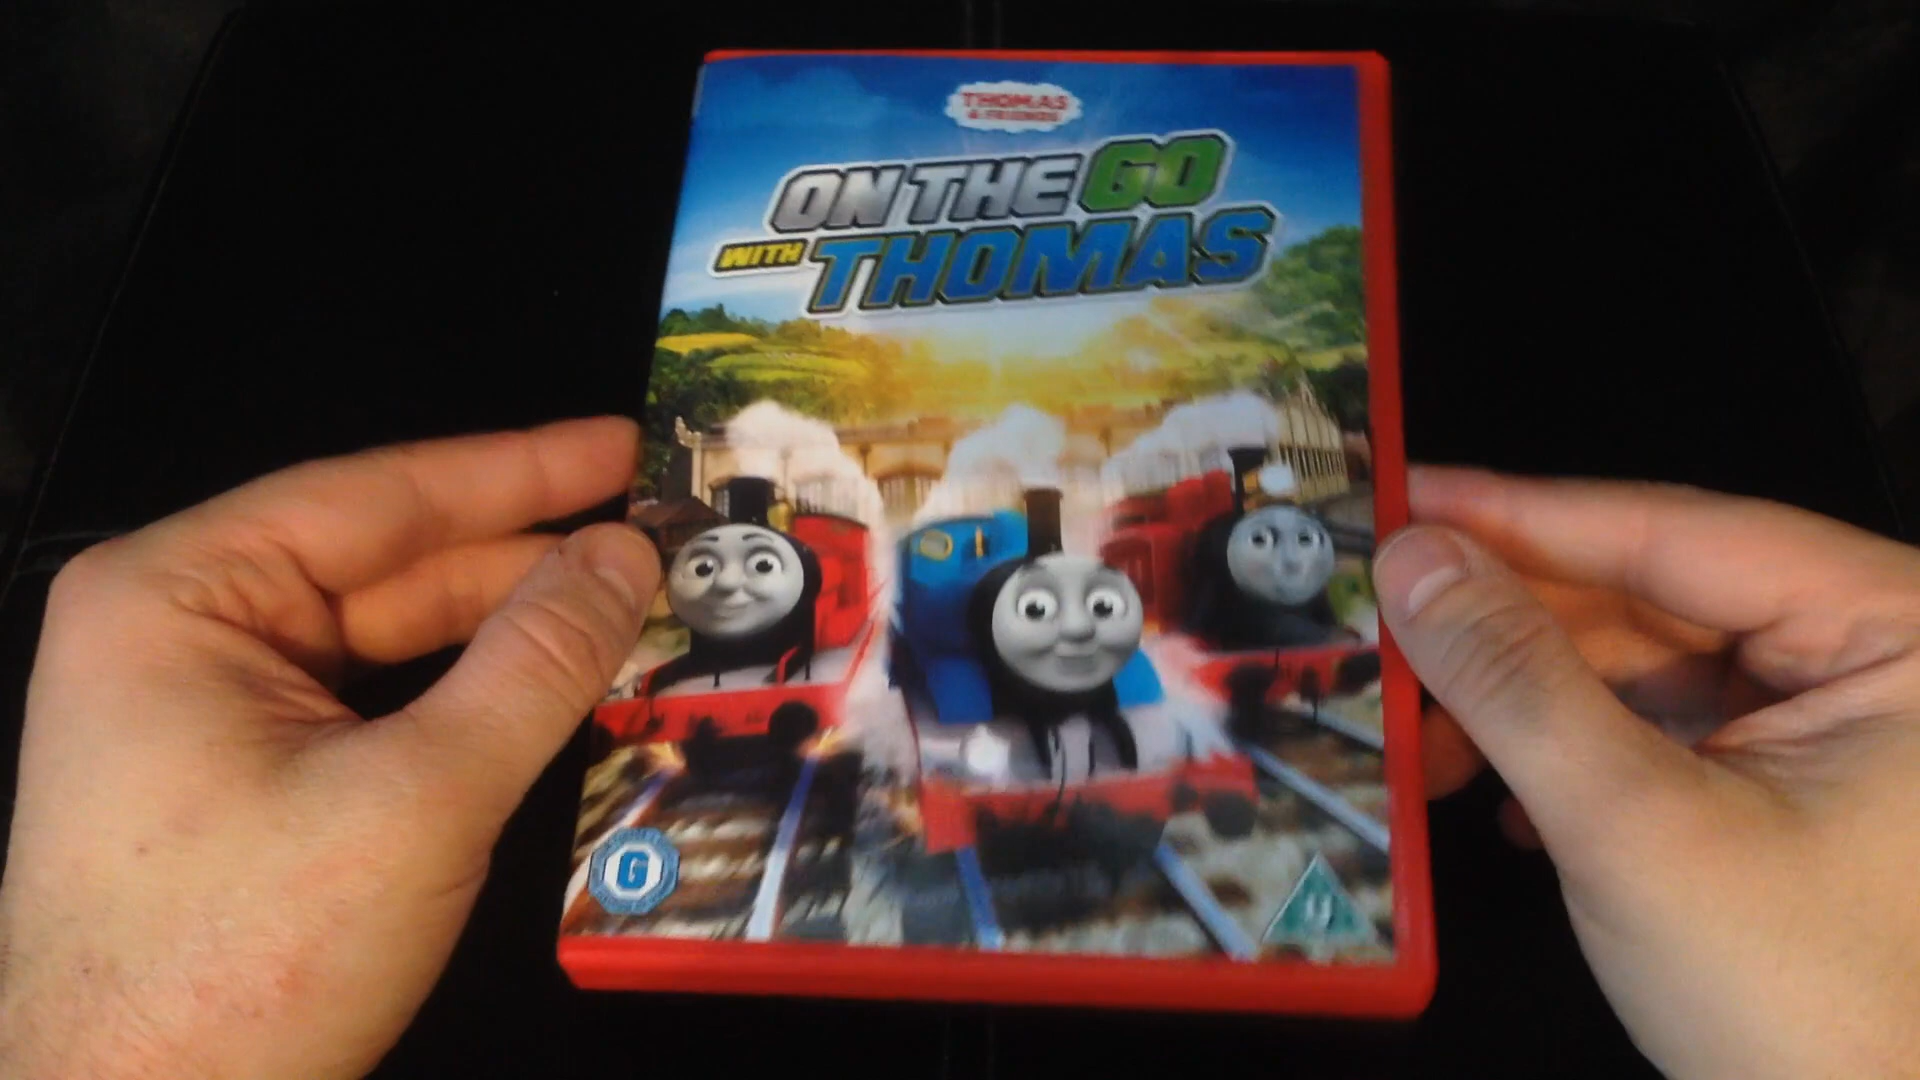 THOMAS
& FRIENDS
ON THE GO
WITH THOMAS
G
U